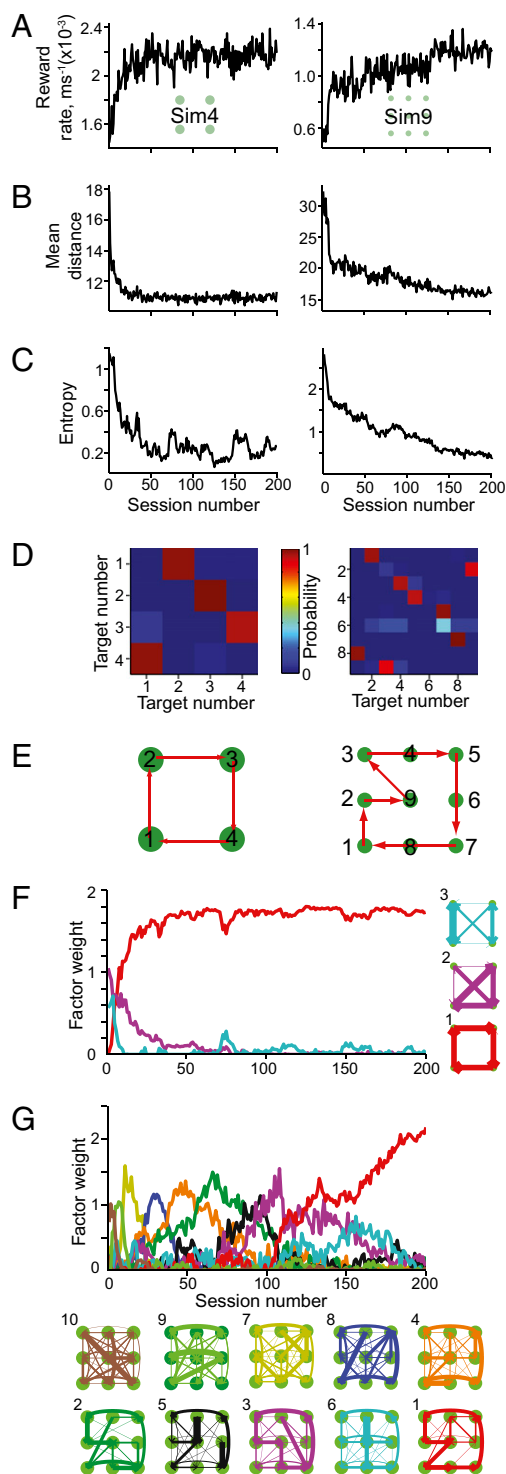 A
Reward
rate, ms⁻¹(x10⁻³)
2.4
2
1.6
Sim4
1.4
1.0
0.6
Sim9
B
Mean
distance
18
16
14
12
30
25
20
15
C
Entropy
1
0.6
0.2
0 50 100 150 200
Session number
2
1
0 50 100 150 200
Session number
D
Target number
1
2
3
4
1 2 3 4
Target number
1
0
Probability
2
4
6
8
2 4 6 8
Target number
E
2 3
1 4
3 4 5
2 9 6
1 8 7
F
Factor weight
2
1
0
0 50 100 150 200
3
2
1
G
Factor weight
2
1
0
0 50 100 150 200
Session number
10 9 7 8 4
2 5 3 6 1